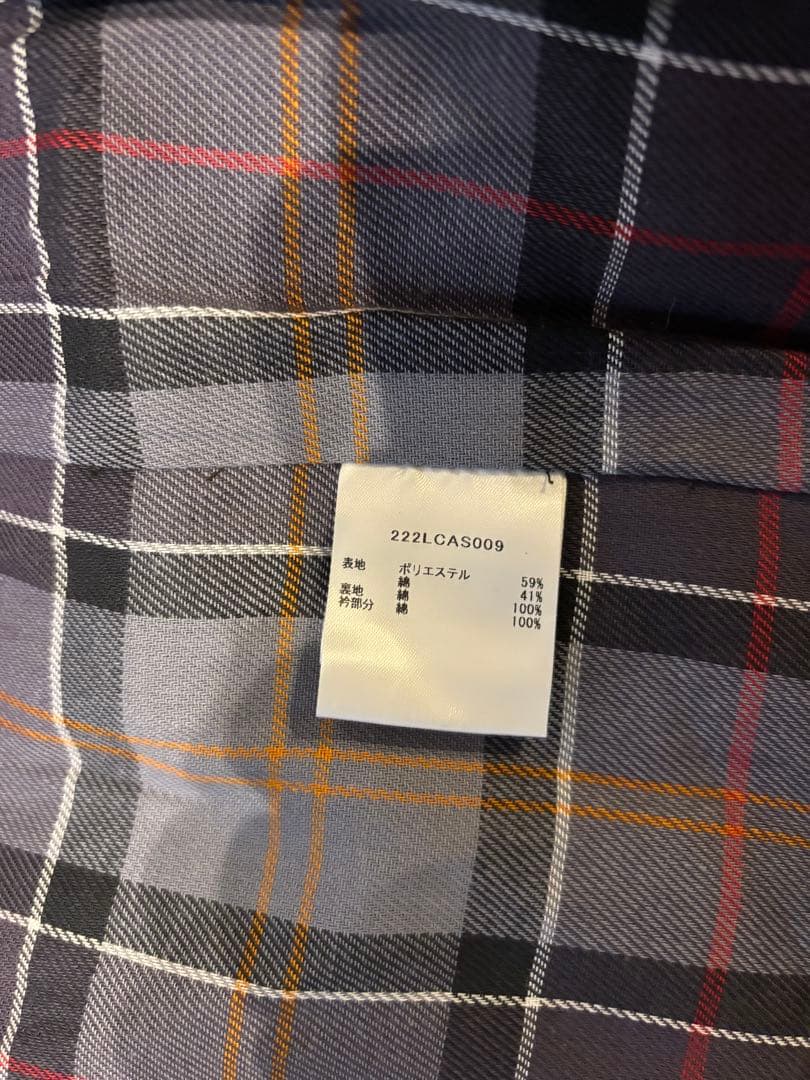 222LCAS009
表地 ポリエステル 59%
綿 41%
裏地 綿 100%
衿部分 綿 100%